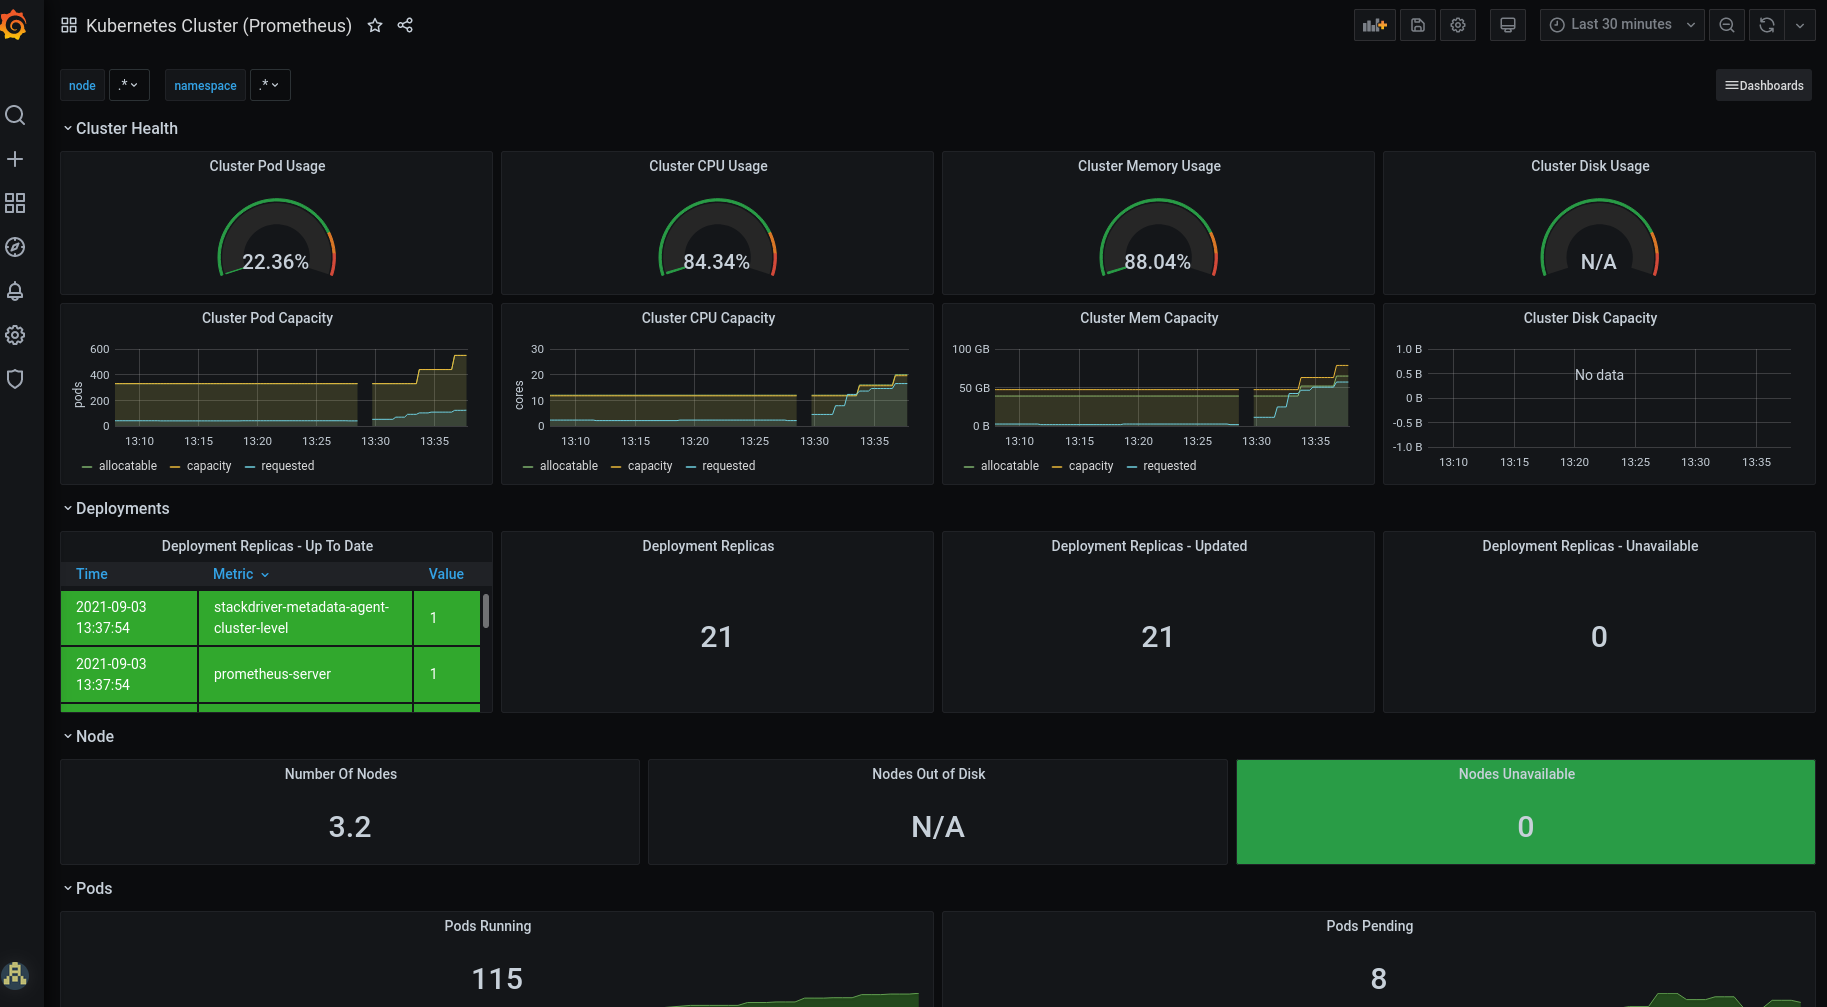 Kubernetes Cluster (Prometheus)
Last 30 minutes
node .* namespace .*
Dashboards
Cluster Health
Cluster Pod Usage
22.36%
Cluster CPU Usage
84.34%
Cluster Memory Usage
88.04%
Cluster Disk Usage
N/A
Cluster Pod Capacity
600
400
200
0
pods
13:10 13:15 13:20 13:25 13:30 13:35
allocatable capacity requested
Cluster CPU Capacity
30
20
10
0
cores
13:10 13:15 13:20 13:25 13:30 13:35
allocatable capacity requested
Cluster Mem Capacity
100 GB
50 GB
0 B
13:10 13:15 13:20 13:25 13:30 13:35
allocatable capacity requested
Cluster Disk Capacity
1.0 B
0.5 B
0 B
-0.5 B
-1.0 B
No data
13:10 13:15 13:20 13:25 13:30 13:35
Deployments
Deployment Replicas - Up To Date
Time Metric Value
2021-09-03
13:37:54
stackdriver-metadata-agent-
cluster-level
1
2021-09-03
13:37:54
prometheus-server
1
Deployment Replicas
21
Deployment Replicas - Updated
21
Deployment Replicas - Unavailable
0
Node
Number Of Nodes
3.2
Nodes Out of Disk
N/A
Nodes Unavailable
0
Pods
Pods Running
115
Pods Pending
8